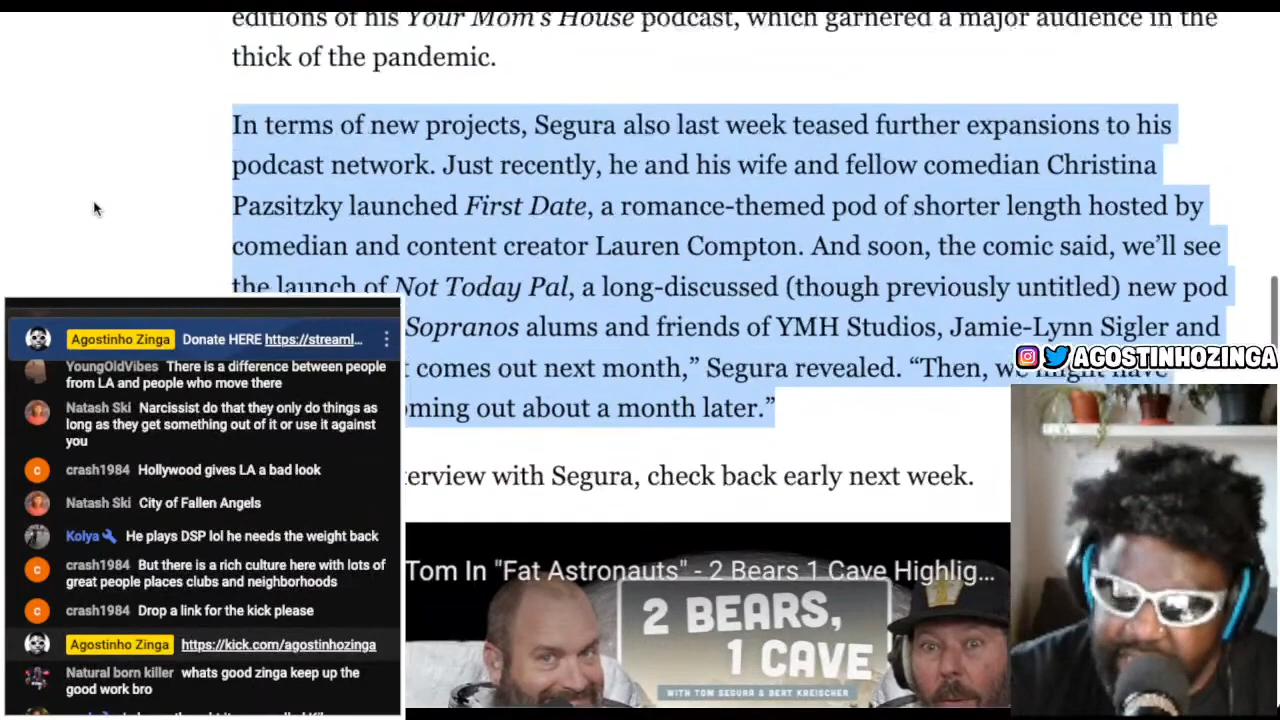 editions of his Your Mom's House podcast, which garnered a major audience in the
thick of the pandemic.
In terms of new projects, Segura also last week teased further expansions to his
podcast network. Just recently, he and his wife and fellow comedian Christina
Pazsitzky launched First Date, a romance-themed pod of shorter length hosted by
comedian and content creator Lauren Compton. And soon, the comic said, we'll see
the launch of Not Today Pal, a long-discussed (though previously untitled) new pod
Sopranos alums and friends of YMH Studios, Jamie-Lynn Sigler and
comes out next month," Segura revealed. "Then, we might have
oming out about a month later."
erview with Segura, check back early next week.
Agostinho Zinga Donate HERE https://streaml...
YoungOldVibes There is a difference between people
from LA and people who move there
Natash Ski Narcissist do that they only do things as
long as they get something out of it or use it against
you
crash1984 Hollywood gives LA a bad look
Natash Ski City of Fallen Angels
Kolya He plays DSP lol he needs the weight back
crash1984 But there is a rich culture here with lots of
great people places clubs and neighborhoods
crash1984 Drop a link for the kick please
Agostinho Zinga https://kick.com/agostinhozinga
Natural born killer whats good zinga keep up the
good work bro
AGOSTINHOZINGA
Tom In "Fat Astronauts" - 2 Bears 1 Cave Highlig...
2 BEARS,
1 CAVE
WITH TOM SEGURA & BERT KREISCHER